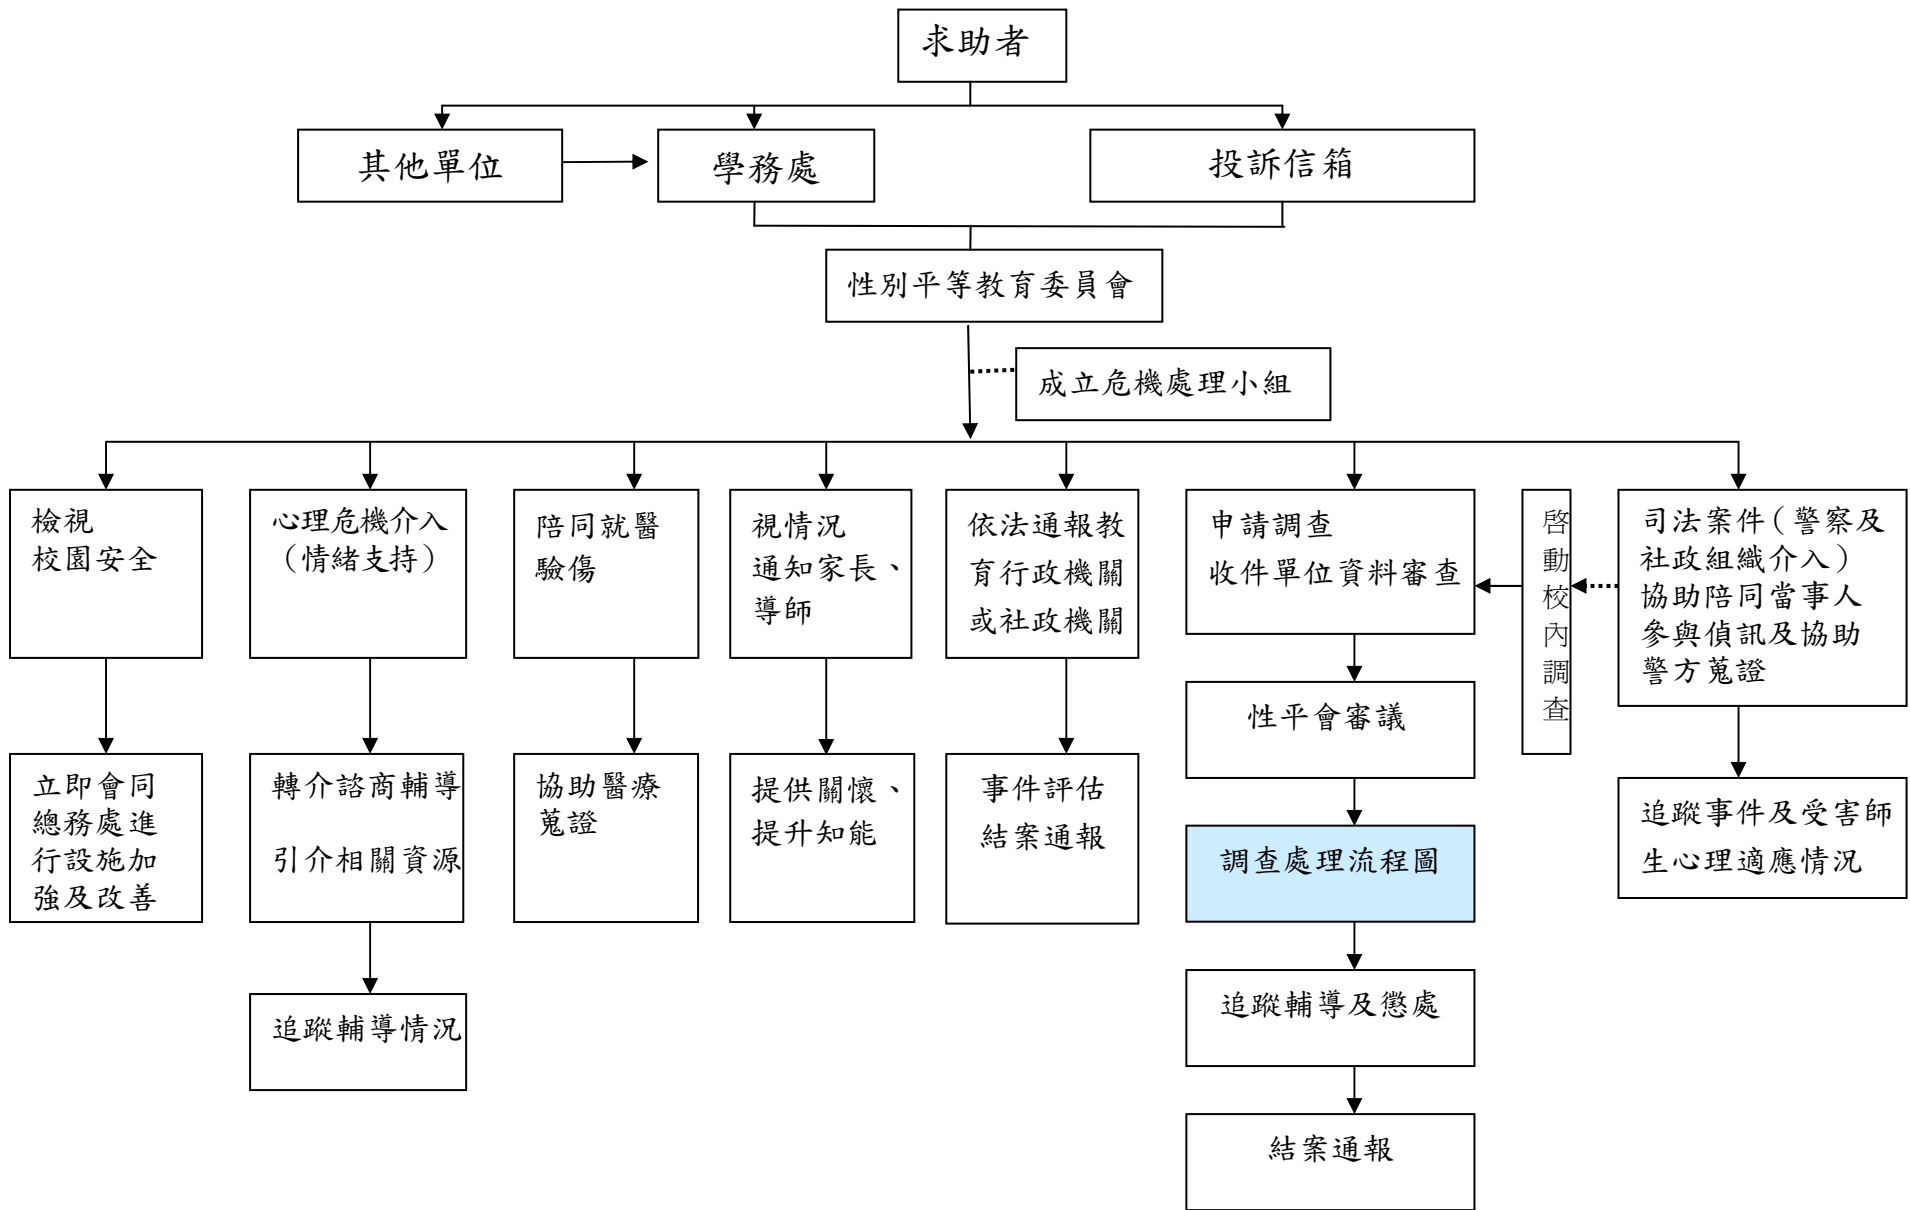 求助者
其他單位
學務處
投訴信箱
性別平等教育委員會
成立危機處理小組
檢視
校園安全
心理危機介入
（情緒支持）
陪同就醫
驗傷
視情況
通知家長、
導師
依法通報教
育行政機關
或社政機關
申請調查
收件單位資料審查
啓動校內調查
司法案件（警察及
社政組織介入）
協助陪同當事人
參與偵訊及協助
警方蒐證
性平會審議
立即會同
總務處進
行設施加
強及改善
轉介諮商輔導
引介相關資源
協助醫療
蒐證
提供關懷、
提升知能
事件評估
結案通報
調查處理流程圖
追蹤事件及受害師
生心理適應情況
追蹤輔導情況
追蹤輔導及懲處
結案通報